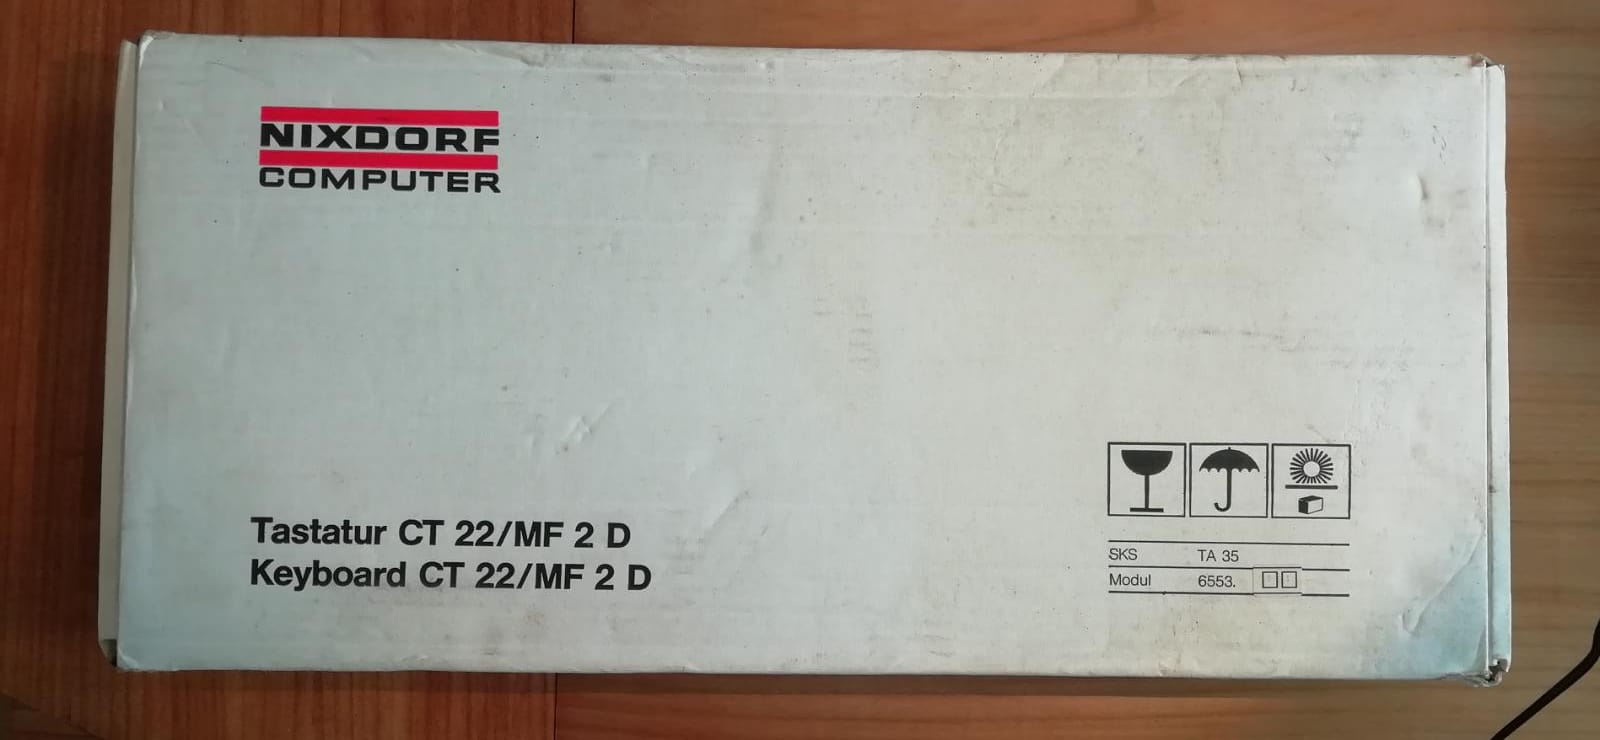 NIXDORF
COMPUTER
Tastatur CT 22/MF 2 D
Keyboard CT 22/MF 2 D
SKS TA 35
Modul 6553.